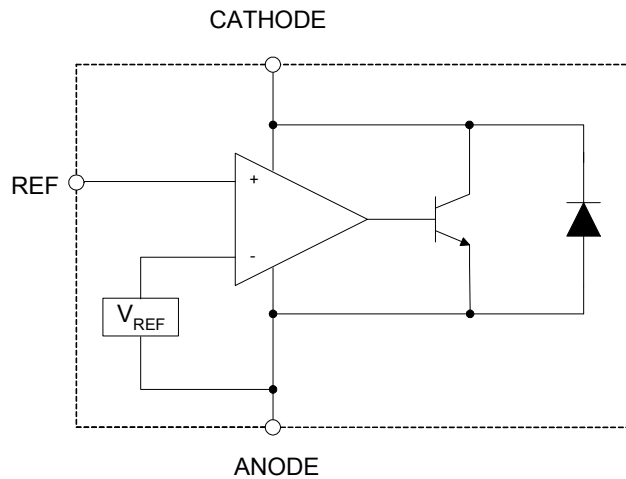 CATHODE
REF
+
-
VREF
ANODE